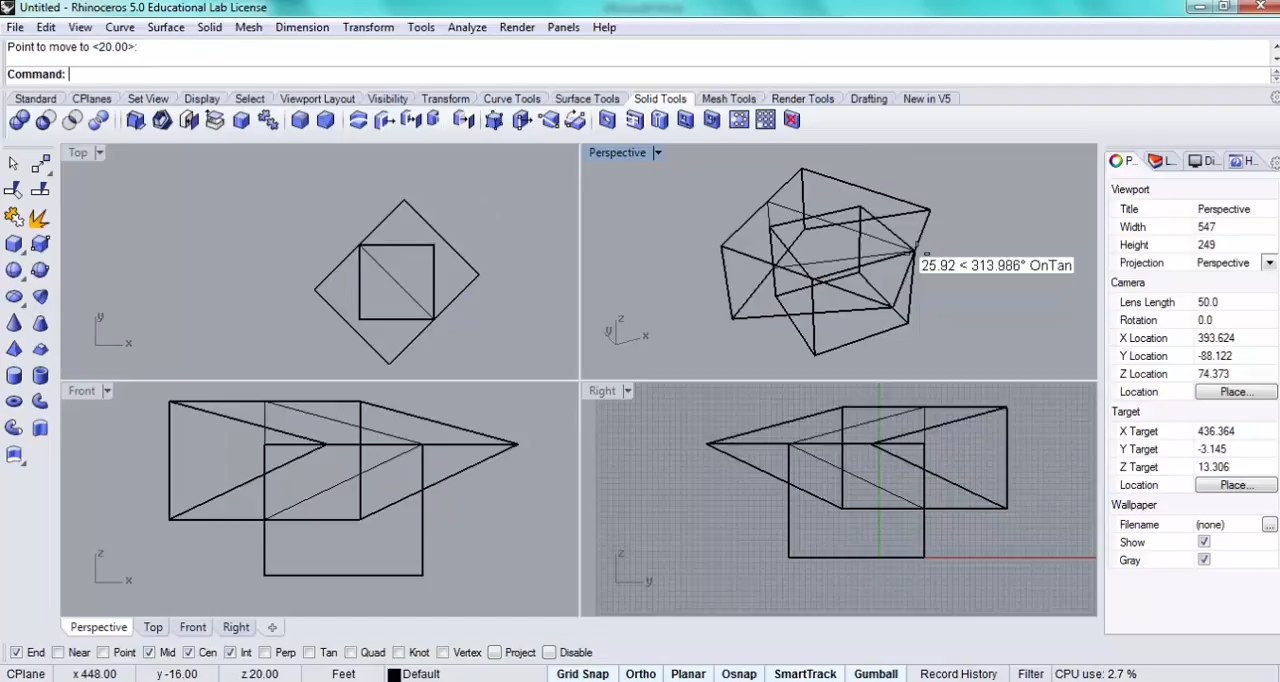 Untitled - Rhinoceros 5.0 Educational Lab License
File Edit View Curve Surface Solid Mesh Dimension Transform Tools Analyze Render Panels Help
Point to move to <20.00>:
Command:
Standard CPlanes Set View Display Select Viewport Layout Visibility Transform Curve Tools Surface Tools Solid Tools Mesh Tools Render Tools Drafting New in V5
Top
Perspective
P... L... Di... H...
Viewport
Title Perspective
Width 547
Height 249
Projection Perspective
Camera
Lens Length 50.0
Rotation 0.0
X Location 393.624
Y Location -88.122
Z Location 74.373
Location Place...
Target
X Target 436.364
Y Target -3.145
Z Target 13.306
Location Place...
Wallpaper
Filename (none) ...
Show
Gray
25.92 < 313.986° OnTan
y
x
z
y
x
Front
Right
z
x
z
y
Perspective Top Front Right
End Near Point Mid Cen Int Perp Tan Quad Knot Vertex Project Disable
CPlane x 448.00 y -16.00 z 20.00 Feet Default Grid Snap Ortho Planar Osnap SmartTrack Gumball Record History Filter CPU use: 2.7 %